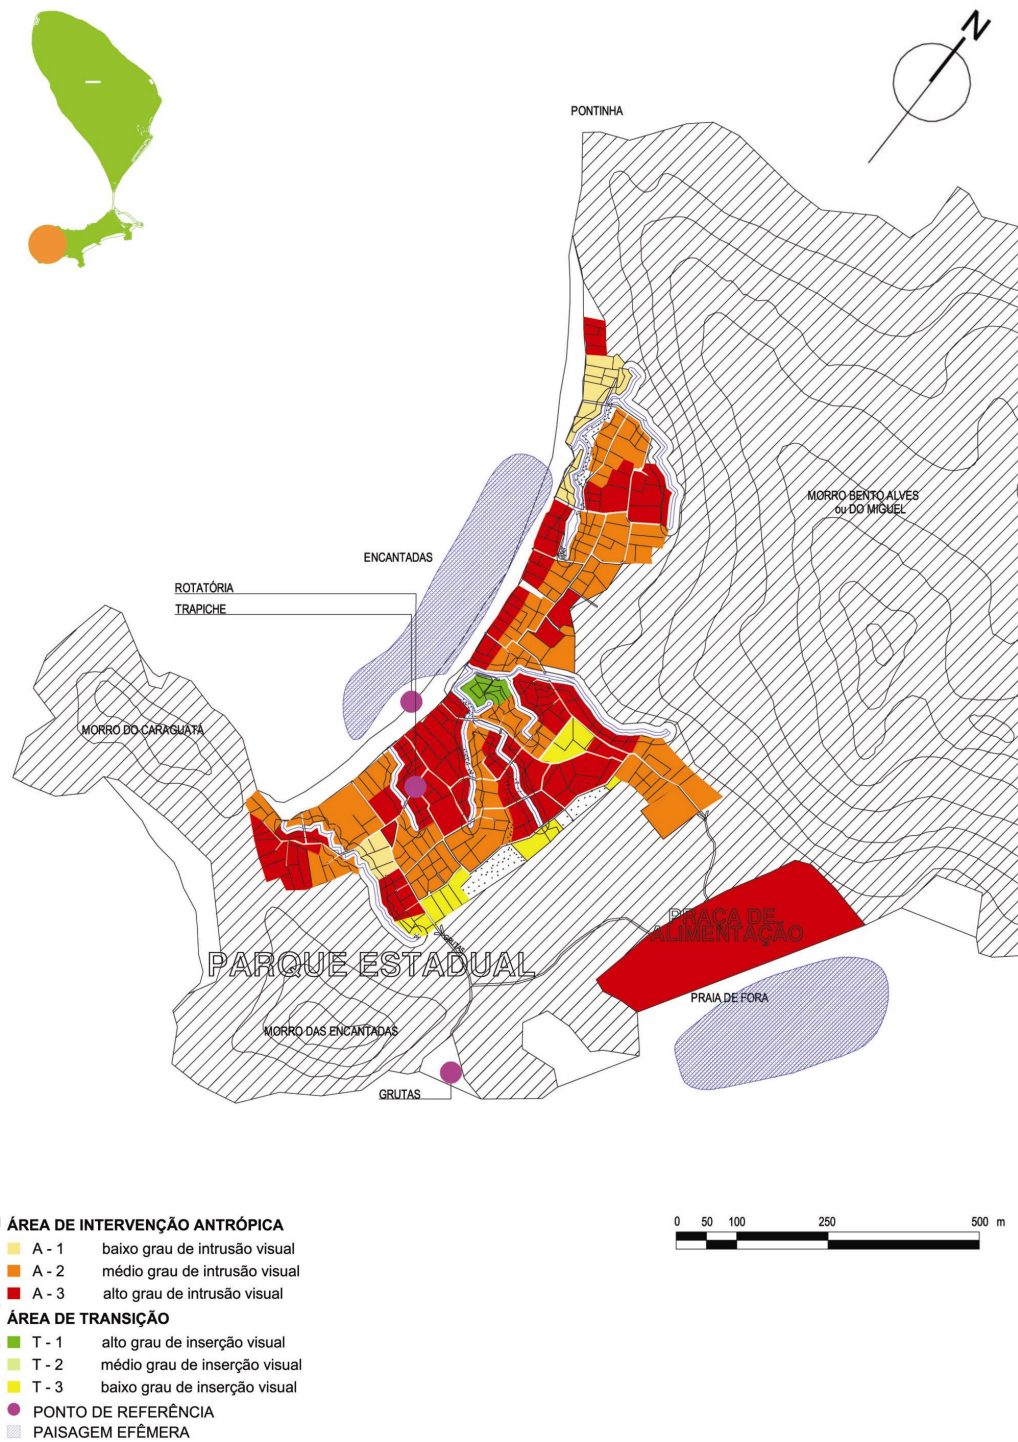 N
PONTINHA
MORRO BENTO ALVES
ou DO MIGUEL
ENCANTADAS
ROTATÓRIA
TRAPICHE
MORRO DO CARAGUATÁ
PRAÇA DE
ALIMENTAÇÃO
GRUTAS
PARQUE ESTADUAL
PRAIA DE FORA
MORRO DAS ENCANTADAS
GRUTAS
ÁREA DE INTERVENÇÃO ANTRÓPICA
A - 1 baixo grau de intrusão visual
A - 2 médio grau de intrusão visual
A - 3 alto grau de intrusão visual
ÁREA DE TRANSIÇÃO
T - 1 alto grau de inserção visual
T - 2 médio grau de inserção visual
T - 3 baixo grau de inserção visual
PONTO DE REFERÊNCIA
PAISAGEM EFÊMERA
0 50 100 250 500 m